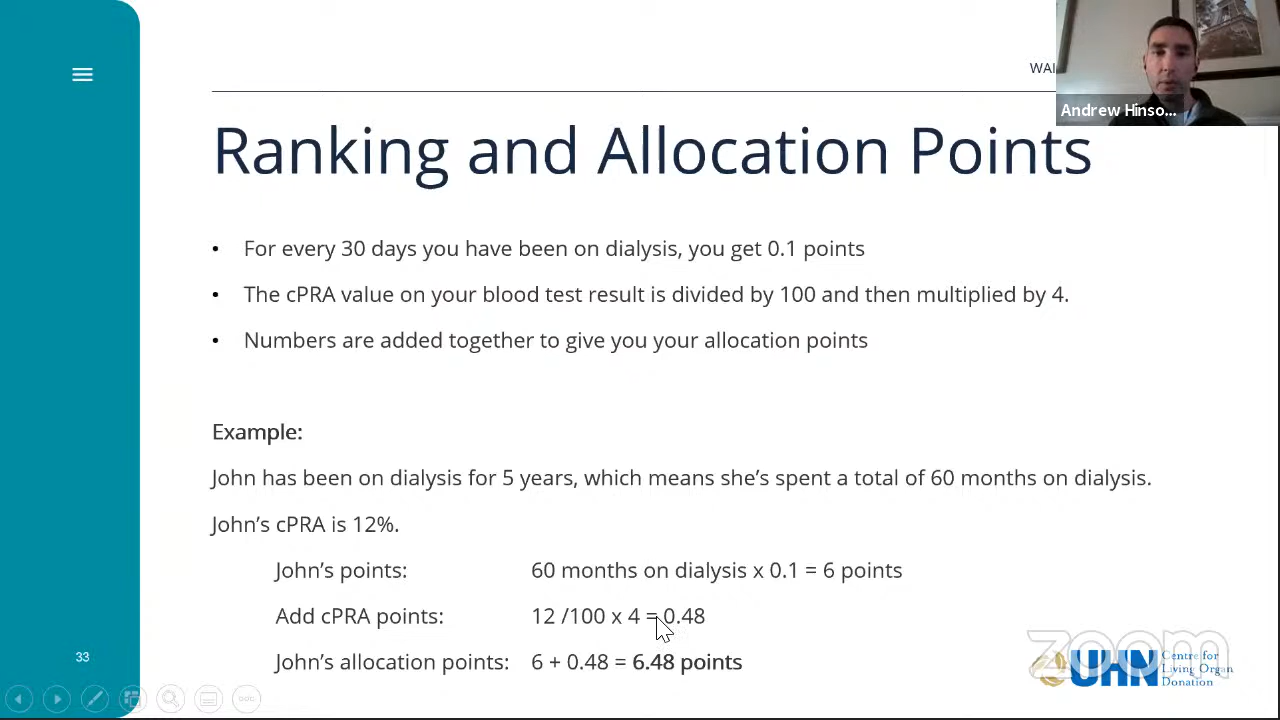 WAI
Andrew Hinso...
Ranking and Allocation Points
• For every 30 days you have been on dialysis, you get 0.1 points
• The cPRA value on your blood test result is divided by 100 and then multiplied by 4.
• Numbers are added together to give you your allocation points
Example:
John has been on dialysis for 5 years, which means she’s spent a total of 60 months on dialysis.
John’s cPRA is 12%.
John’s points: 60 months on dialysis x 0.1 = 6 points
Add cPRA points: 12 /100 x 4 = 0.48
John’s allocation points: 6 + 0.48 = 6.48 points
33
zoom
UHN Centre for
Living Organ
Donation